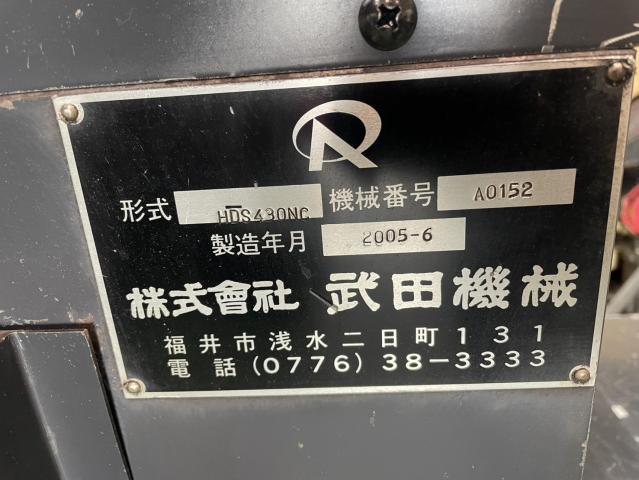 形式 HDS430NC 機械番号 A0152
製造年月 2005-6
株式會社 武田機械
福井市浅水二日町131
電話(0776)38-3333